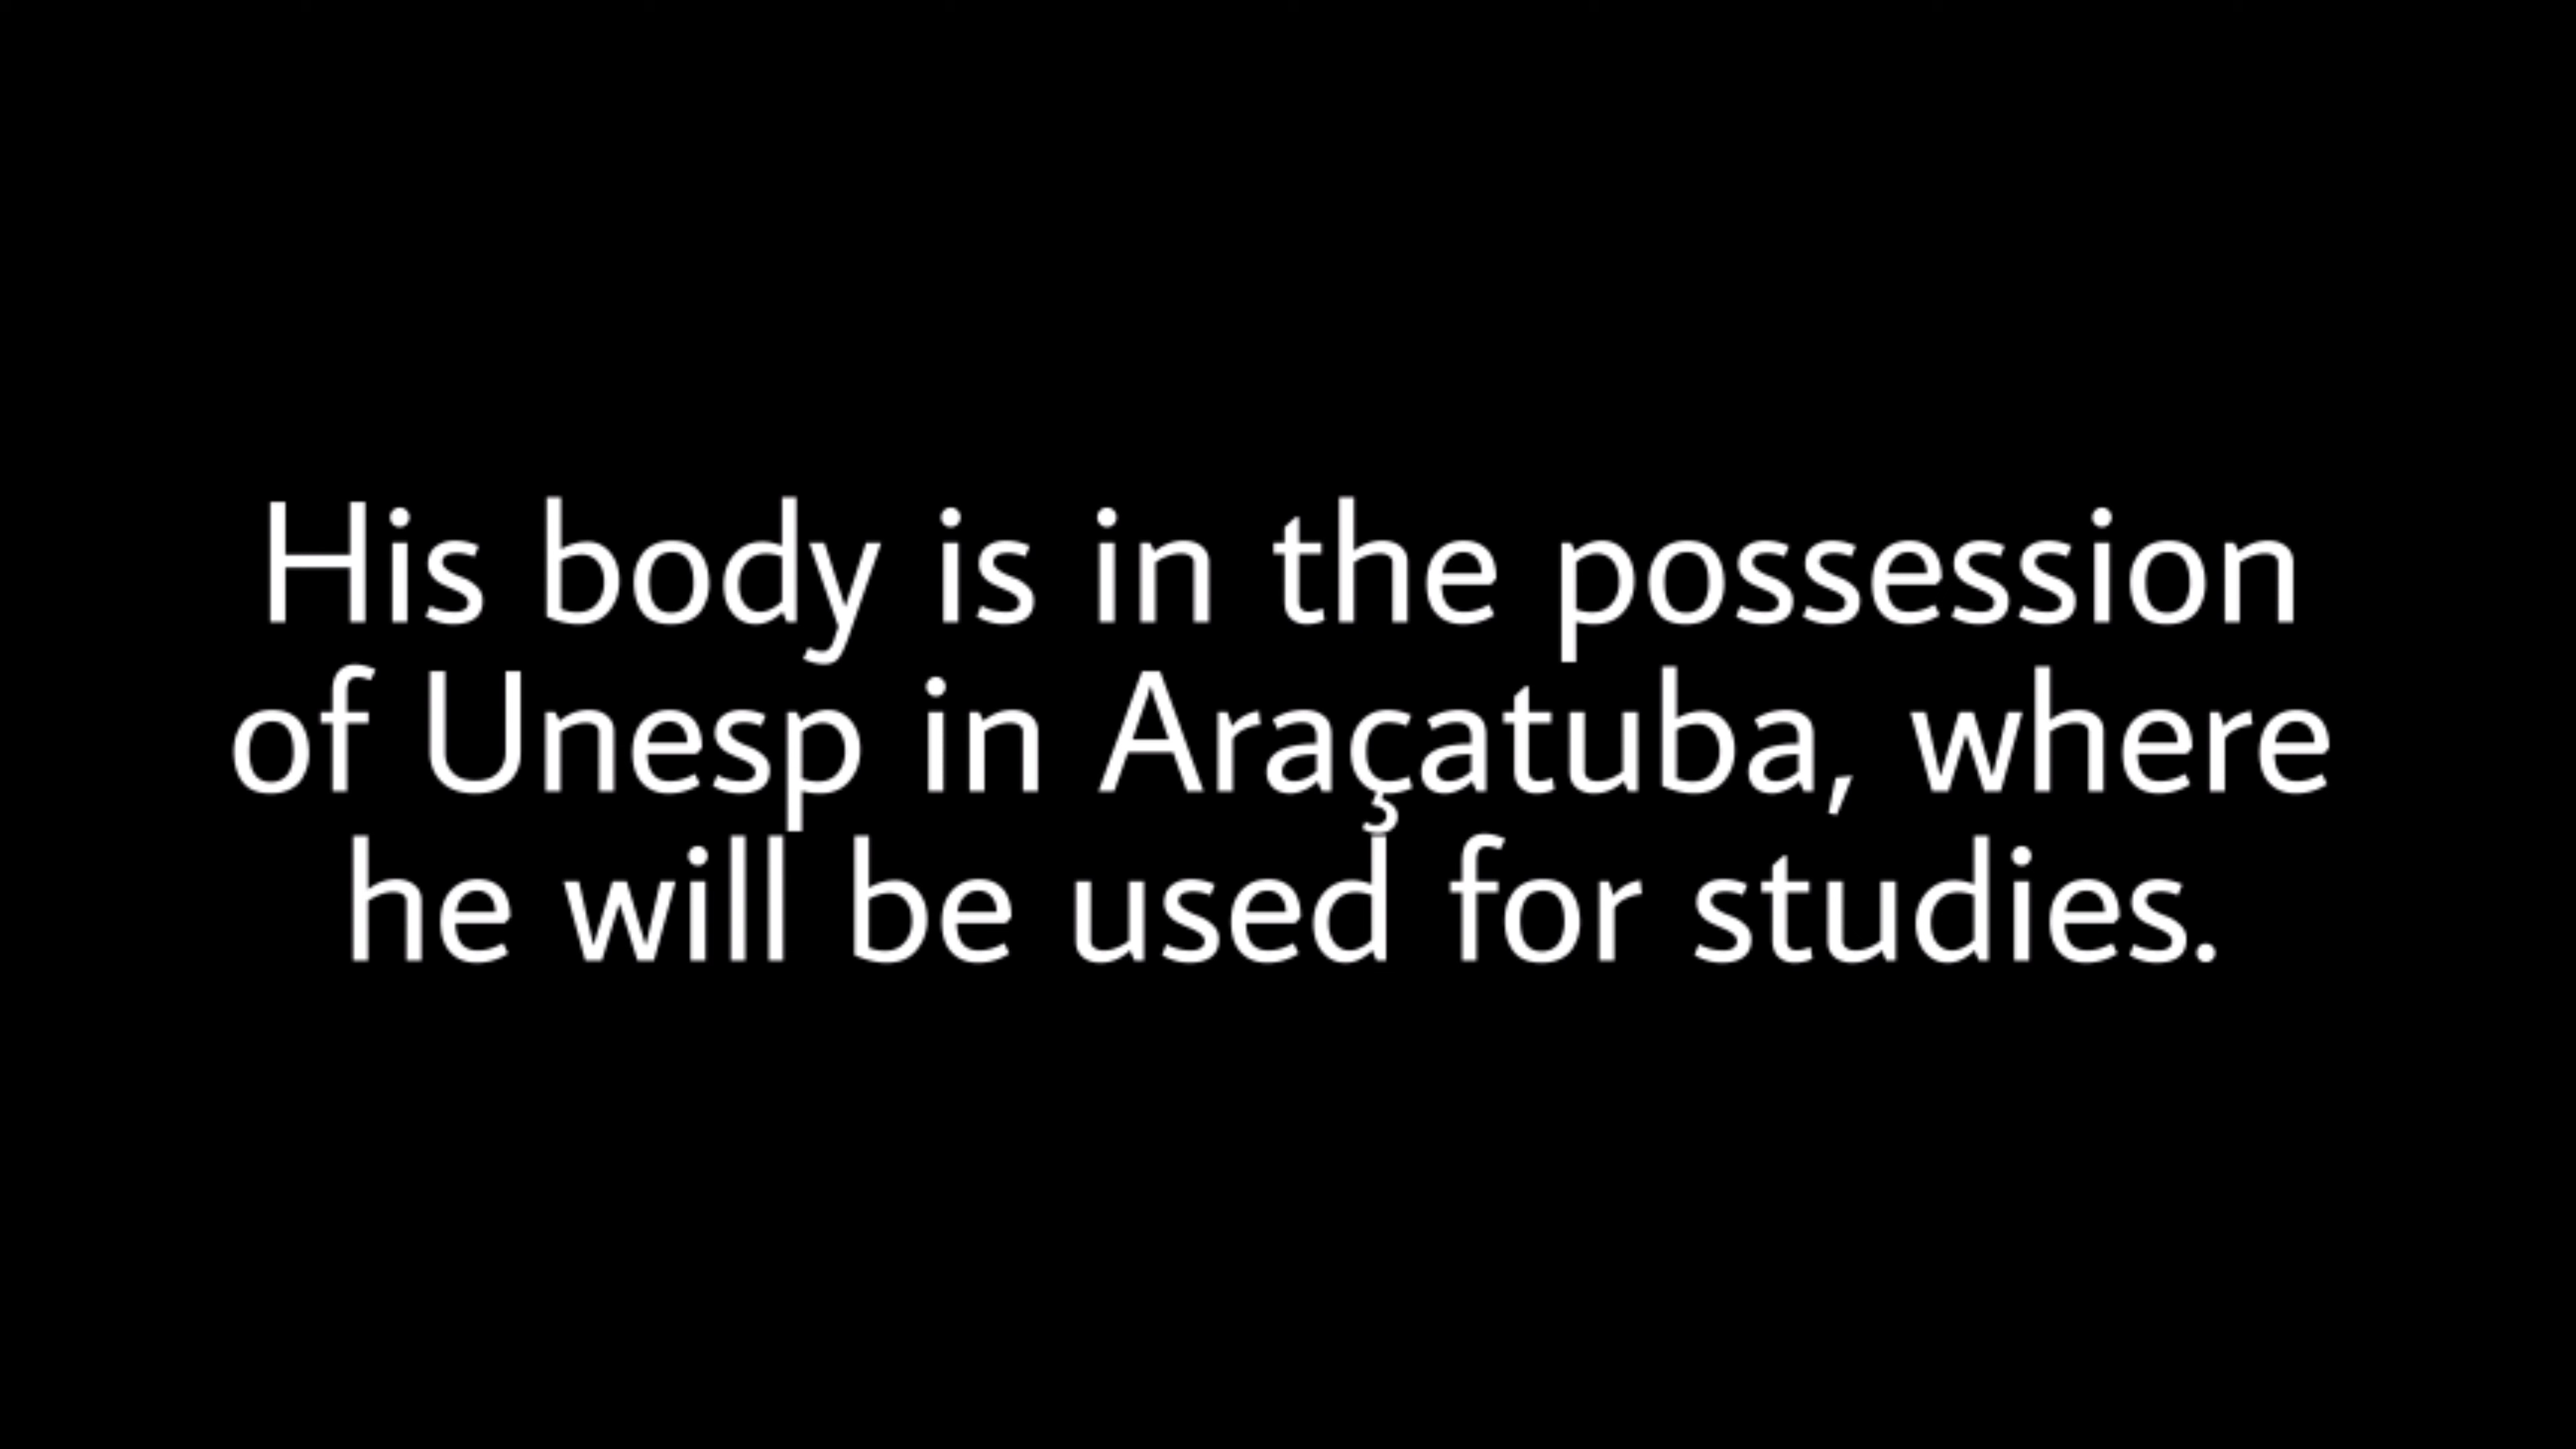 His body is in the possession
of Unesp in Araçatuba, where
he will be used for studies.